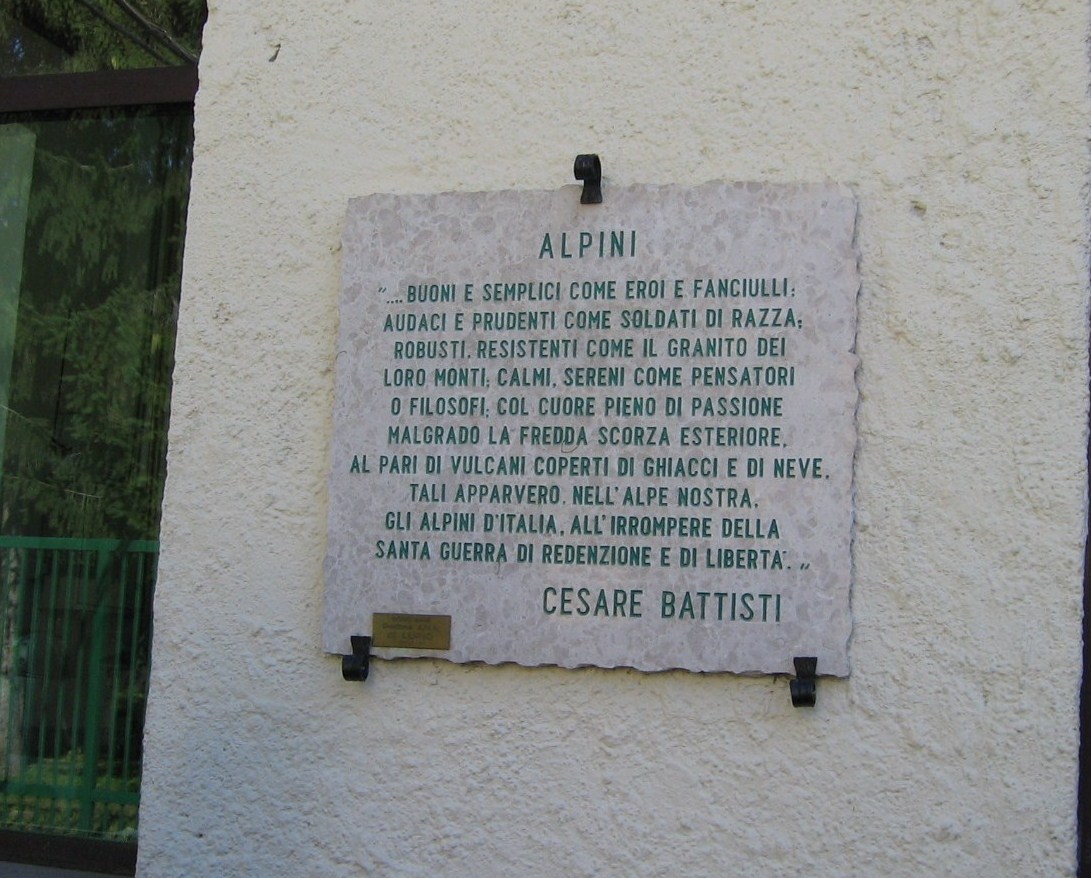 ALPINI
"....BUONI E SEMPLICI COME EROI E FANCIULLI;
AUDACI E PRUDENTI COME SOLDATI DI RAZZA;
ROBUSTI, RESISTENTI COME IL GRANITO DEI
LORO MONTI; CALMI, SERENI COME PENSATORI
O FILOSOFI; COL CUORE PIENO DI PASSIONE
MALGRADO LA FREDDA SCORZA ESTERIORE,
AL PARI DI VULCANI COPERTI DI GHIACCI E DI NEVE.
TALI APPARVERO, NELL'ALPE NOSTRA,
GLI ALPINI D'ITALIA, ALL'IRROMPERE DELLA
SANTA GUERRA DI REDENZIONE E DI LIBERTA'. „
CESARE BATTISTI